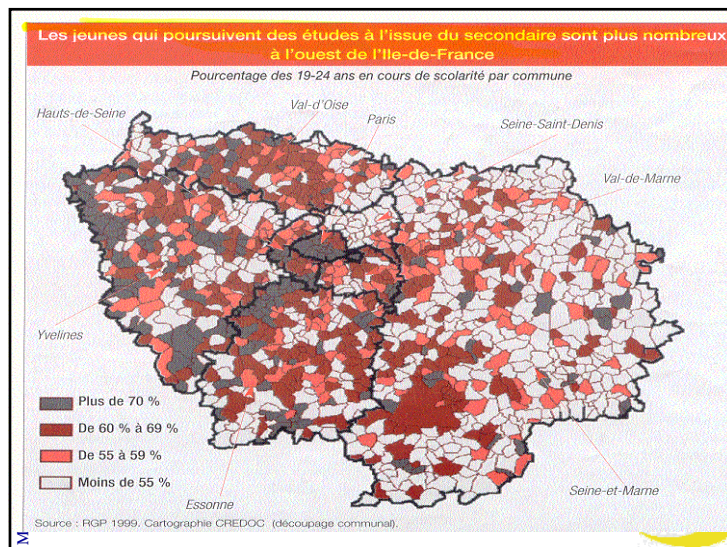 Les jeunes qui poursuivent des études à l'issue du secondaire sont plus nombreux
à l'ouest de l'Ile-de-France
Pourcentage des 19-24 ans en cours de scolarité par commune
Hauts-de-Seine
Val-d'Oise
Paris
Seine-Saint-Denis
Val-de-Marne
Yvelines
Plus de 70 %
De 60 % à 69 %
De 55 à 59 %
Moins de 55 %
Essonne
Seine-et-Marne
Source : RGP 1999. Cartographie CREDOC (découpage communal).
M